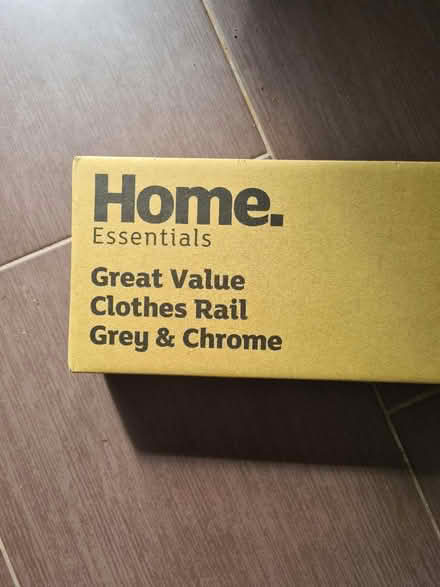 Home.
Essentials
Great Value
Clothes Rail
Grey & Chrome